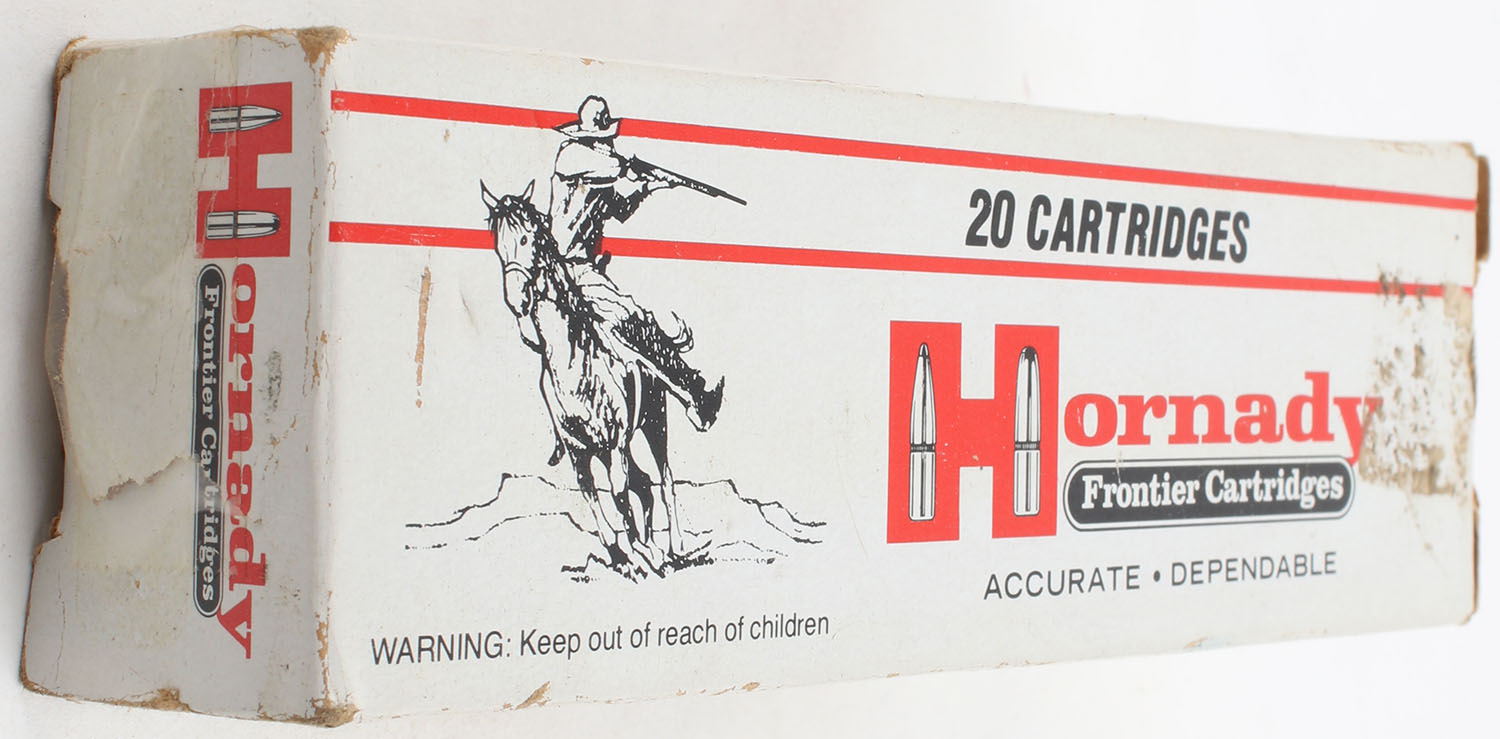 20 CARTRIDGES
Hornady
Frontier Cartridges
ACCURATE • DEPENDABLE
WARNING: Keep out of reach of children
Hornady
Frontier Cartridges